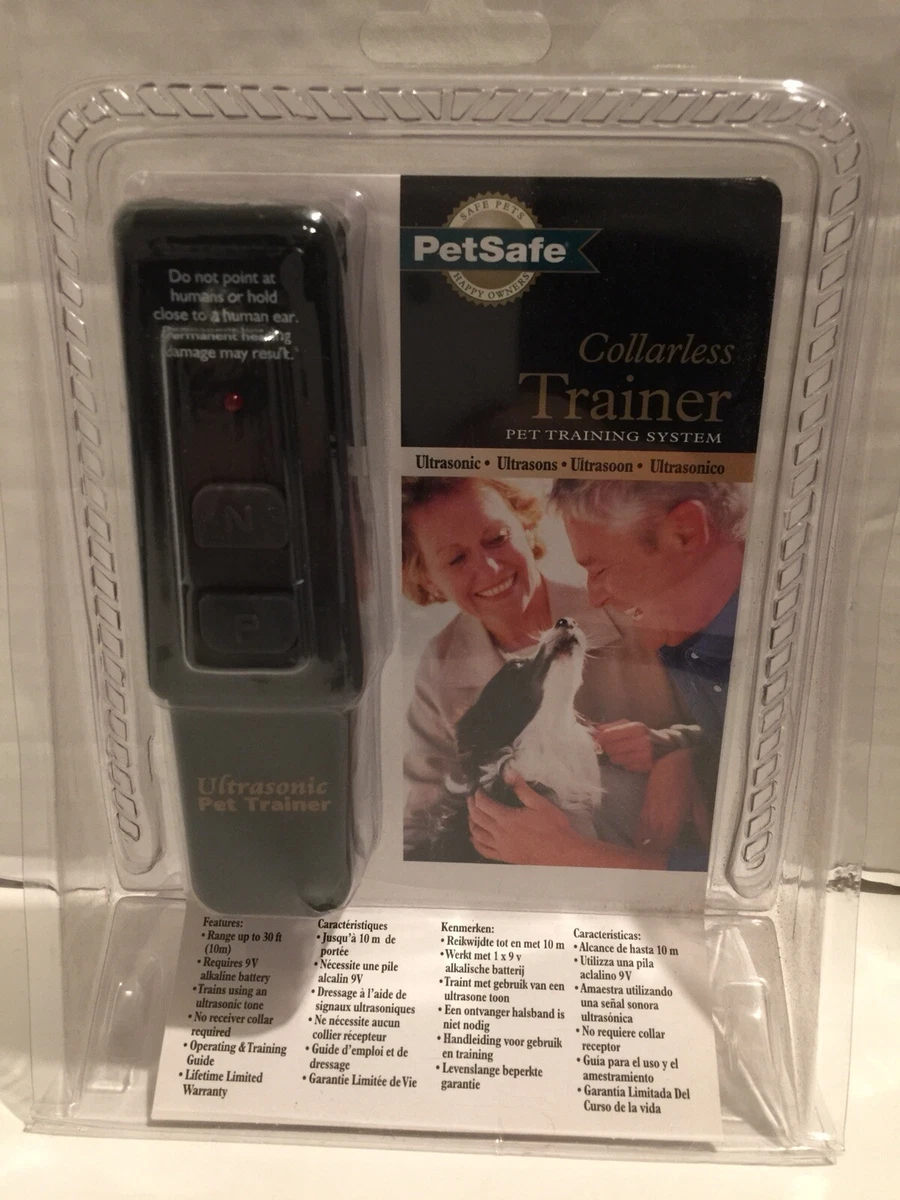 Do not point at
humans or hold
close to a human ear.
Permanent hearing
damage may result.
N
P
Ultrasonic
Pet Trainer
SAFE PETS
PetSafe
HAPPY OWNERS
Collarless
Trainer
PET TRAINING SYSTEM
Ultrasonic • Ultrasons • Ultrasoon • Ultrasonico
Features:
• Range up to 30 ft
(10m)
• Requires 9V
alkaline battery
• Trains using an
ultrasonic tone
• No receiver collar
required
• Operating & Training
Guide
• Lifetime Limited
Warranty
Caractéristiques
• Jusqu'à 10 m de
portée
• Nécessite une pile
alcalin 9V
• Dressage à l'aide de
signaux ultrasoniques
• Ne nécessite aucun
collier récepteur
• Guide d'emploi et de
dressage
• Garantie Limitée de Vie
Kenmerken:
• Reikwijdte tot en met 10 m
• Werkt met 1 x 9 v
alkalische batterij
• Traint met gebruik van een
ultrasone toon
• Een ontvanger halsband is
niet nodig
• Handleiding voor gebruik
en training
• Levenslange beperkte
garantie
Caracteristicas:
• Alcance de hasta 10 m
• Utilizza una pila
aclalino 9V
• Amaestra utilizando
una señal sonora
ultrasónica
• No requiere collar
receptor
• Guía para el uso y el
amestramiento
• Garantia Limitada Del
Curso de la vida